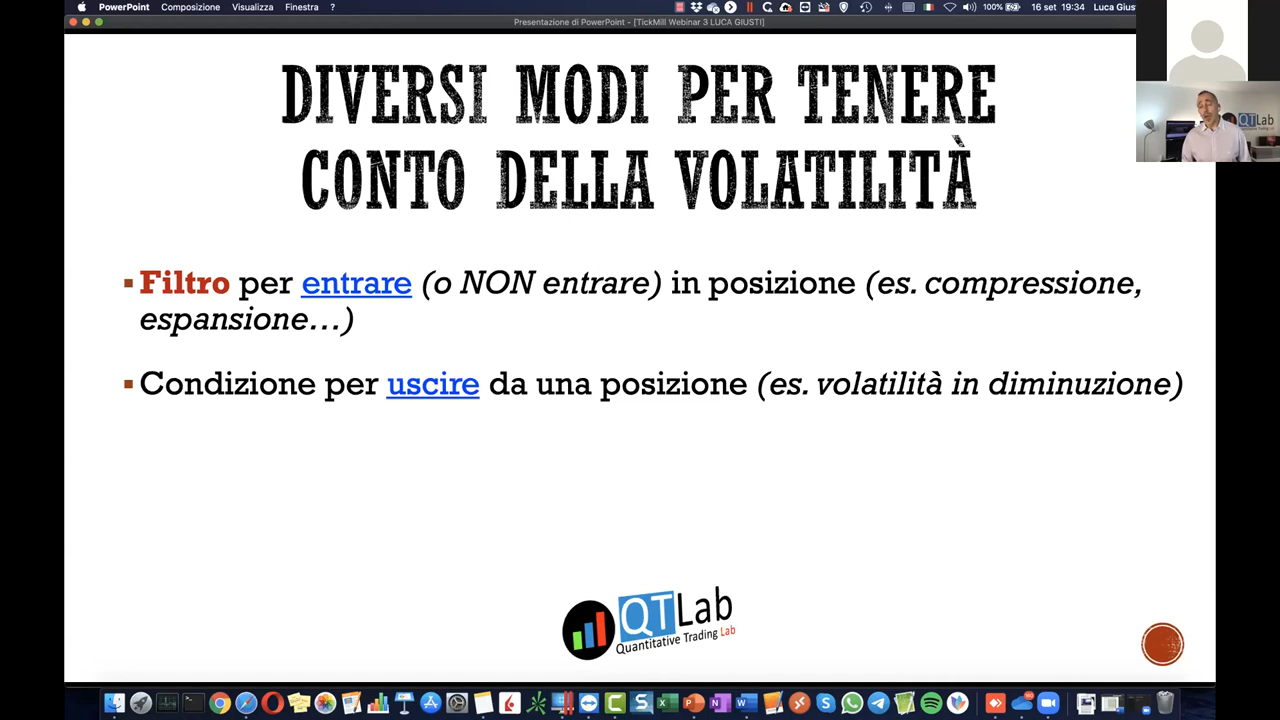 PowerPoint Composizione Visualizza Finestra ? 100% 16 set 19:34 Luca Gius
Presentazione di PowerPoint - [TickMill Webinar 3 LUCA GIUSTI]
DIVERSI MODI PER TENERE
CONTO DELLA VOLATILITÀ
QTLab
▪ Filtro per entrare (o NON entrare) in posizione (es. compressione,
espansione…)
▪ Condizione per uscire da una posizione (es. volatilità in diminuzione)
QTLab
Quantitative Trading Lab